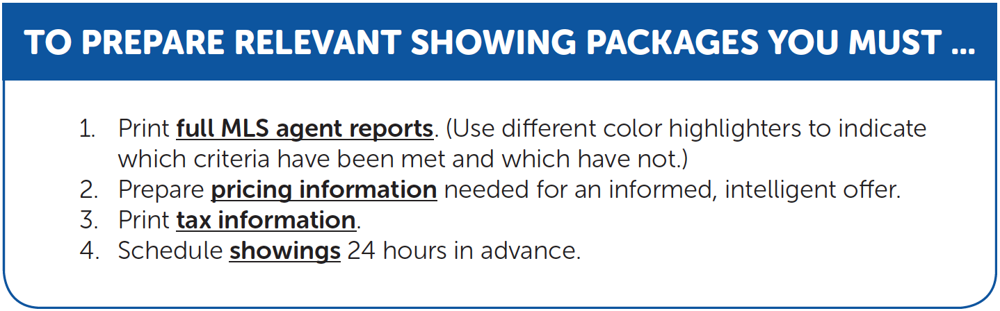 TO PREPARE RELEVANT SHOWING PACKAGES YOU MUST ...
1. Print full MLS agent reports. (Use different color highlighters to indicate
which criteria have been met and which have not.)
2. Prepare pricing information needed for an informed, intelligent offer.
3. Print tax information.
4. Schedule showings 24 hours in advance.